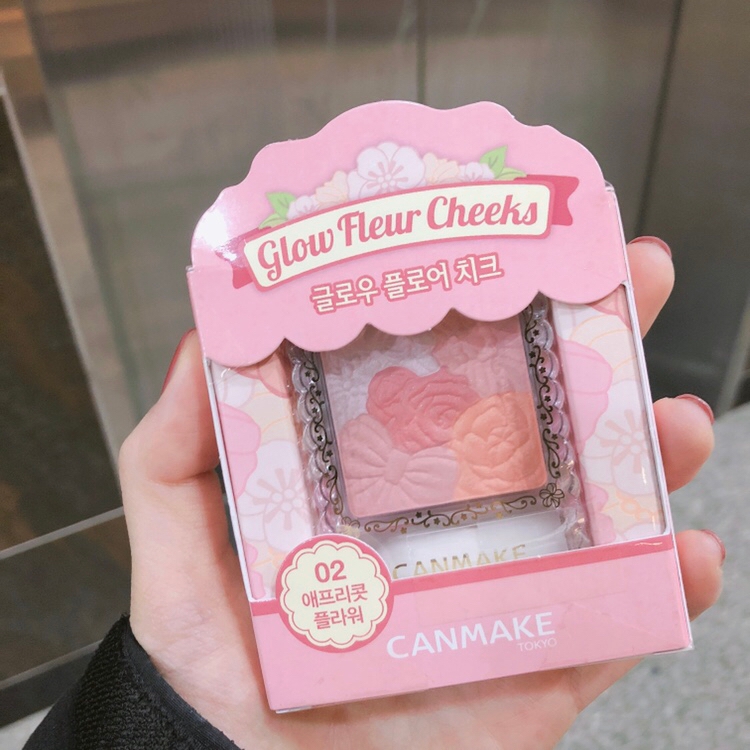 Glow Fleur Cheeks
글로우 플로어 치크
CANMAKE
02
애프리콧
플라워
CANMAKE
TOKYO